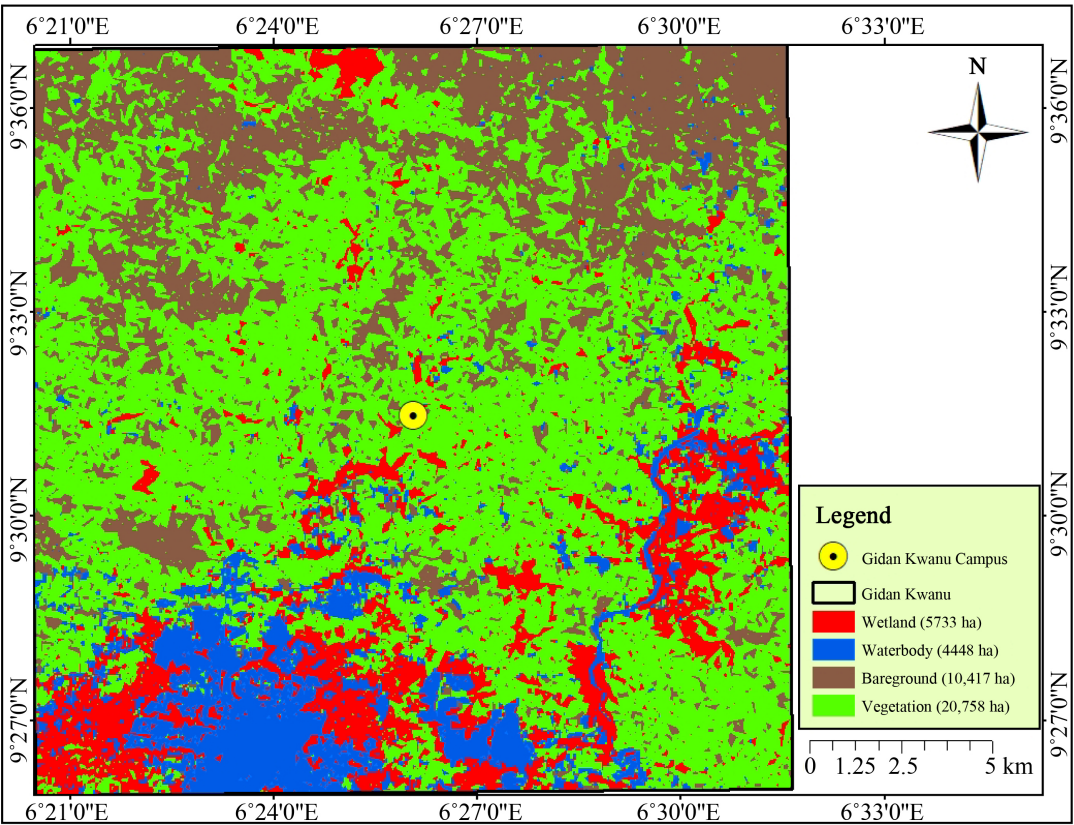 6°21'0"E 6°24'0"E 6°27'0"E 6°30'0"E 6°33'0"E
9°36'0"N
9°33'0"N
9°30'0"N
9°27'0"N
N
9°36'0"N
9°33'0"N
9°30'0"N
9°27'0"N
Legend
Gidan Kwanu Campus
Gidan Kwanu
Wetland (5733 ha)
Waterbody (4448 ha)
Bareground (10,417 ha)
Vegetation (20,758 ha)
0 1.25 2.5 5 km
6°21'0"E 6°24'0"E 6°27'0"E 6°30'0"E 6°33'0"E